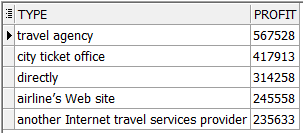 TYPE PROFIT
travel agency 567528
city ticket office 417913
directly 314258
airline's Web site 245558
another Internet travel services provider 235633